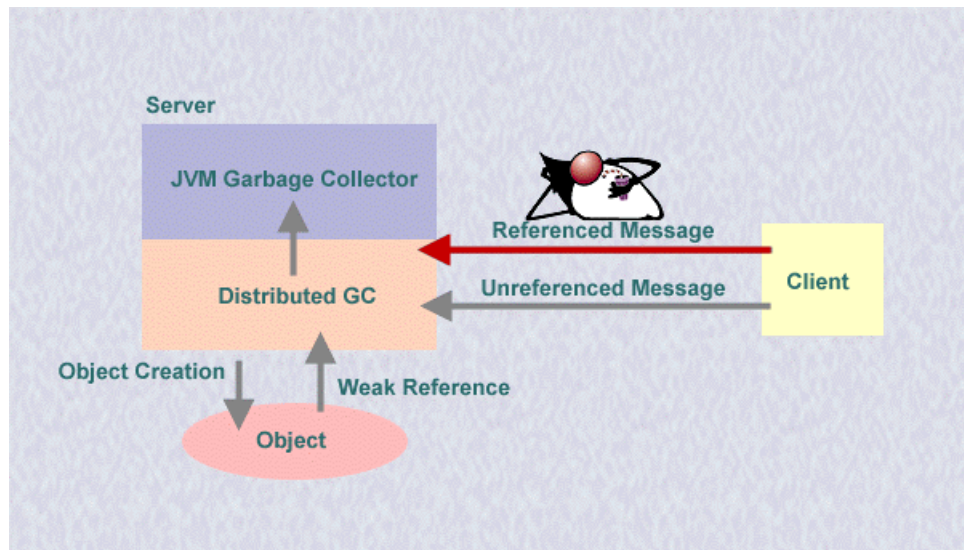 Server
JVM Garbage Collector
Referenced Message
Distributed GC
Unreferenced Message
Client
Object Creation
Weak Reference
Object